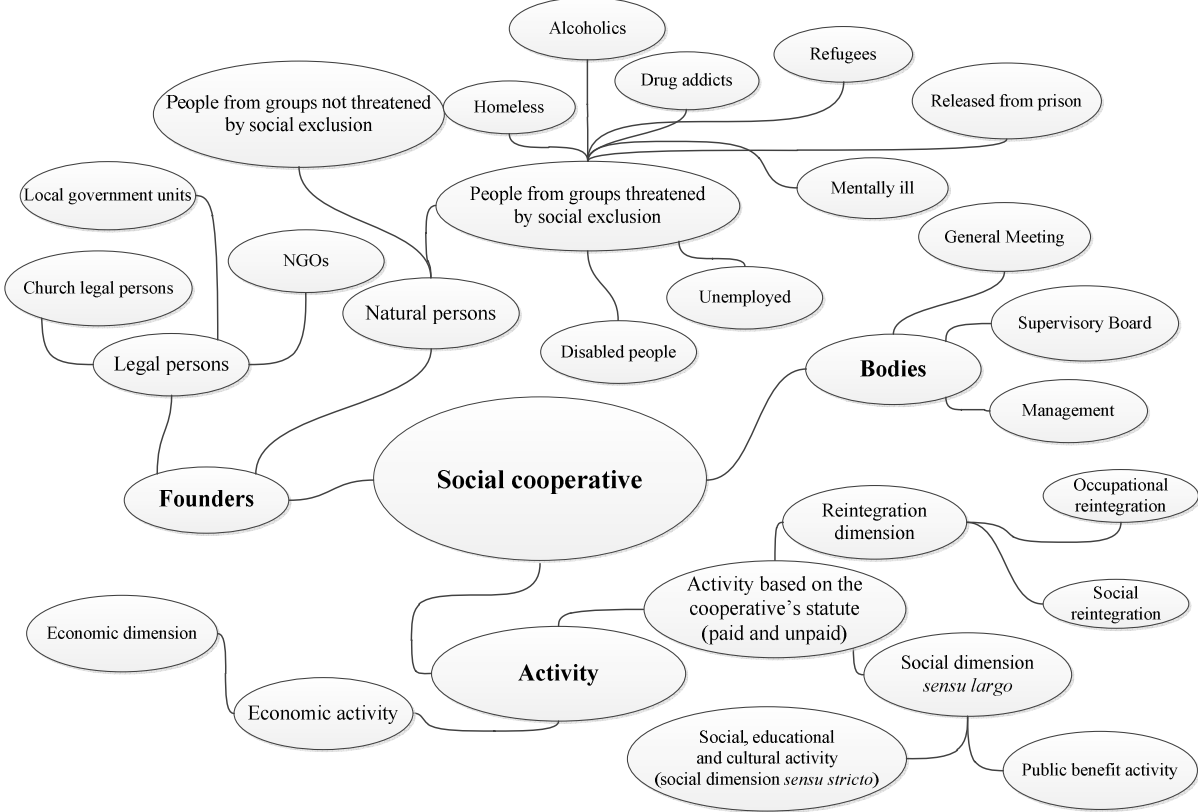 Alcoholics
Refugees
Drug addicts
People from groups not threatened
by social exclusion
Homeless
Released from prison
Local government units
People from groups threatened
by social exclusion
Mentally ill
General Meeting
NGOs
Church legal persons
Natural persons
Unemployed
Supervisory Board
Legal persons
Disabled people
Bodies
Management
Social cooperative
Founders
Occupational
reintegration
Reintegration
dimension
Activity based on the
cooperative’s statute
(paid and unpaid)
Social
reintegration
Economic dimension
Activity
Social dimension
sensu largo
Economic activity
Social, educational
and cultural activity
(social dimension sensu stricto)
Public benefit activity